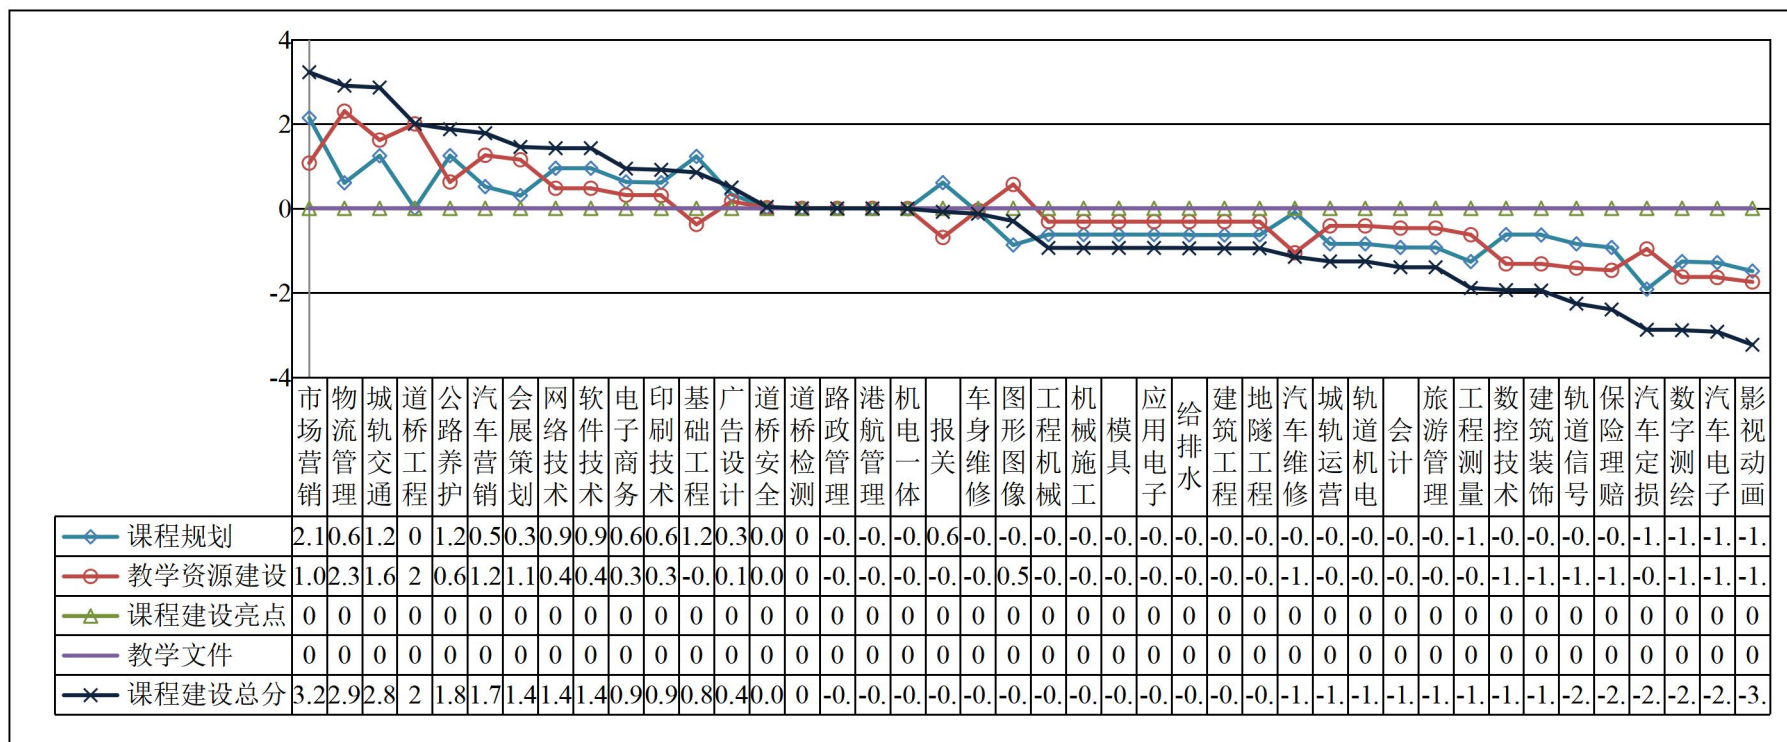 4
2
0
-2
-4
市场营销 物流管理 城轨交通 道桥工程 公路养护 汽车营销 会展策划 网络技术 软件技术 电子商务 印刷技术 基础工程 广告设计 道桥安全 道桥检测 路政管理 港航管理 机电一体 报关 车身维修 图形图像 工程机械 机械施工 模具 应用电子 给排水 建筑工程 地隧工程 汽车维修 城轨运营 轨道机电 会计 旅游管理 工程测量 数控技术 建筑装饰 轨道信号 保险理赔 汽车定损 数字测绘 汽车电子 影视动画
课程规划 2.1 0.6 1.2 0 1.2 0.5 0.3 0.9 0.9 0.6 0.6 1.2 0.3 0.0 0 -0. -0. -0. 0.6 -0. -0. -0. -0. -0. -0. -0. -0. -0. -0. -0. -0. -0. -0. -1. -0. -0. -0. -0. -1. -1. -1. -1.
教学资源建设 1.0 2.3 1.6 2 0.6 1.2 1.1 0.4 0.4 0.3 0.3 -0. 0.1 0.0 0 -0. -0. -0. -0. -0. 0.5 -0. -0. -0. -0. -0. -0. -0. -1. -0. -0. -0. -0. -0. -1. -1. -1. -1. -0. -1. -1. -1.
课程建设亮点 0 0 0 0 0 0 0 0 0 0 0 0 0 0 0 0 0 0 0 0 0 0 0 0 0 0 0 0 0 0 0 0 0 0 0 0 0 0 0 0 0 0
教学文件 0 0 0 0 0 0 0 0 0 0 0 0 0 0 0 0 0 0 0 0 0 0 0 0 0 0 0 0 0 0 0 0 0 0 0 0 0 0 0 0 0 0
课程建设总分 3.2 2.9 2.8 2 1.8 1.7 1.4 1.4 1.4 0.9 0.9 0.8 0.4 0.0 0 -0. -0. -0. -0. -0. -0. -0. -0. -0. -0. -0. -0. -0. -1. -1. -1. -1. -1. -1. -1. -1. -2. -2. -2. -2. -2. -3.